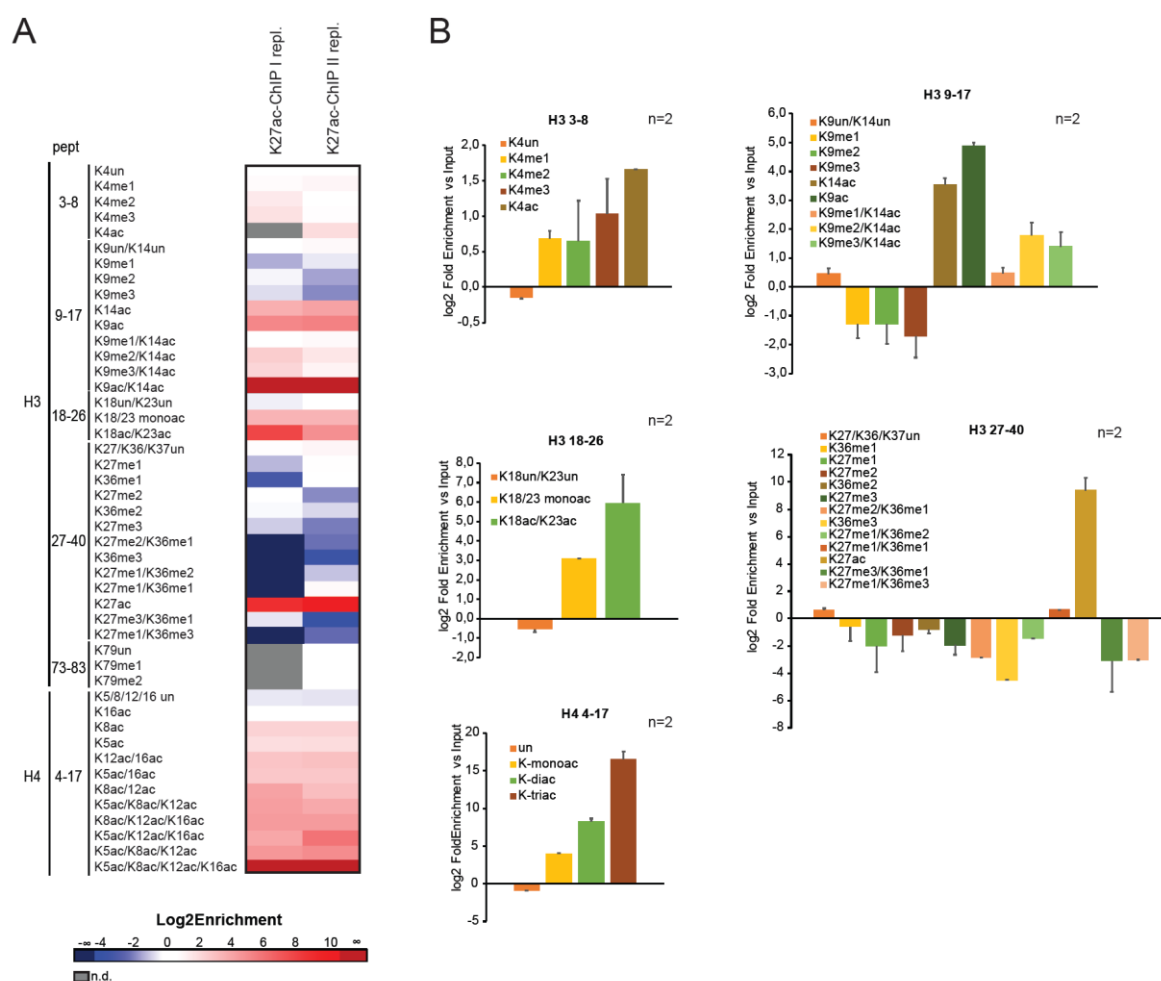 A
K27ac-ChIP I repl.
K27ac-ChIP II repl.
pept
H3
3-8
K4un
K4me1
K4me2
K4me3
K4ac
9-17
K9un/K14un
K9me1
K9me2
K9me3
K14ac
K9ac
K9me1/K14ac
K9me2/K14ac
K9me3/K14ac
K9ac/K14ac
18-26
K18un/K23un
K18/23 monoac
K18ac/K23ac
27-40
K27/K36/K37un
K27me1
K36me1
K27me2
K36me2
K27me3
K27me2/K36me1
K36me3
K27me1/K36me2
K27me1/K36me1
K27ac
K27me3/K36me1
K27me1/K36me3
73-83
K79un
K79me1
K79me2
H4
4-17
K5/8/12/16 un
K16ac
K8ac
K5ac
K12ac/16ac
K5ac/16ac
K8ac/12ac
K5ac/K8ac/K12ac
K8ac/K12ac/K16ac
K5ac/K12ac/K16ac
K5ac/K8ac/K12ac
K5ac/K8ac/K12ac/K16ac
Log2Enrichment
-∞ -4 -2 0 2 4 6 8 10 ∞
n.d.
B
H3 3-8
n=2
log2 Fold Enrichment vs Input
2,0
1,5
1,0
0,5
0,0
-0,5
K4un
K4me1
K4me2
K4me3
K4ac
H3 9-17
n=2
log2 Fold Enrichment vs Input
6,0
5,0
4,0
3,0
2,0
1,0
0,0
-1,0
-2,0
-3,0
K9un/K14un
K9me1
K9me2
K9me3
K14ac
K9ac
K9me1/K14ac
K9me2/K14ac
K9me3/K14ac
H3 18-26
n=2
log2 Fold Enrichment vs Input
8,0
7,0
6,0
5,0
4,0
3,0
2,0
1,0
0,0
-1,0
-2,0
K18un/K23un
K18/23 monoac
K18ac/K23ac
H3 27-40
n=2
log2 Fold Enrichment vs Input
12
10
8
6
4
2
0
-2
-4
-6
-8
K27/K36/K37un
K36me1
K27me1
K27me2
K36me2
K27me3
K27me2/K36me1
K36me3
K27me1/K36me2
K27me1/K36me1
K27ac
K27me3/K36me1
K27me1/K36me3
H4 4-17
n=2
log2 FoldEnrichment vs Input
20
15
10
5
0
-5
un
K-monoac
K-diac
K-triac